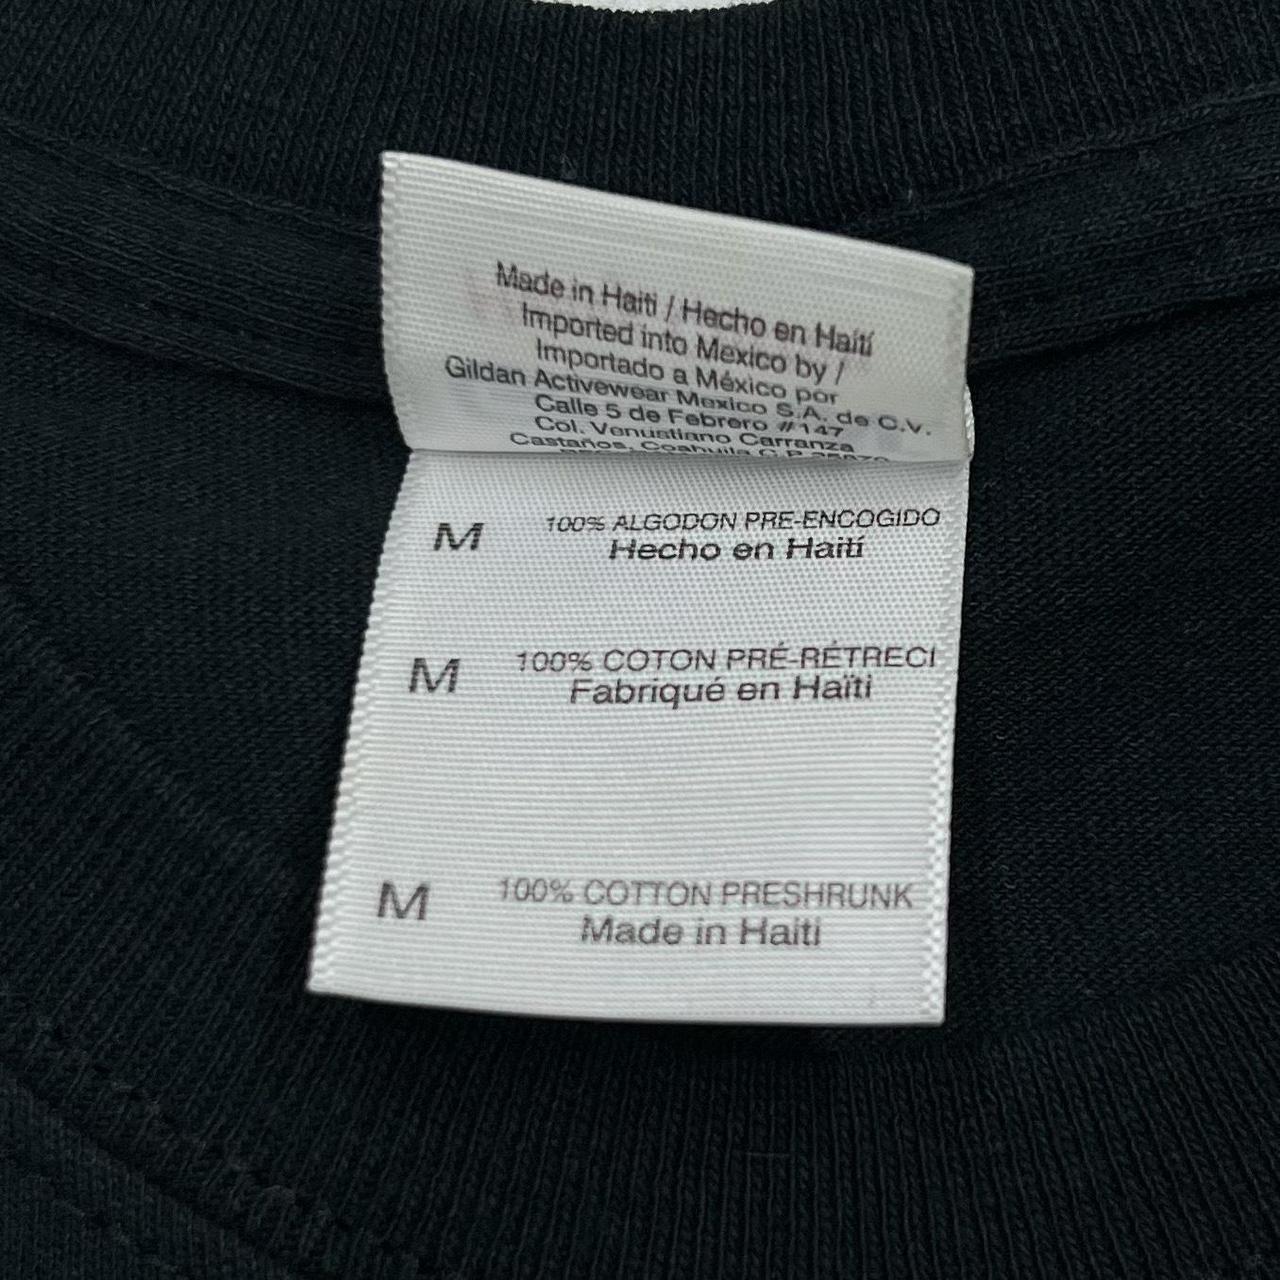 Made in Haiti / Hecho en Haití
Imported into Mexico by /
Importado a México por
Gildan Activewear Mexico S.A. de C.V.
Calle 5 de Febrero #147
Col. Venustiano Carranza
Castaños, Coahuila C.P.
M 100% ALGODON PRE-ENCOGIDO
Hecho en Haití
M 100% COTON PRÉ-RÉTRECI
Fabriqué en Haïti
M 100% COTTON PRESHRUNK
Made in Haiti